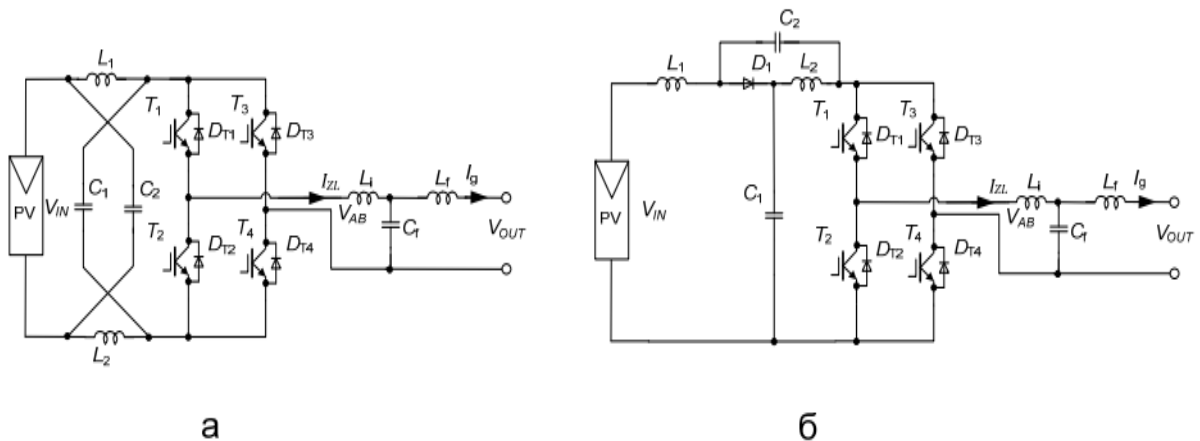 L1
T1
T3
DT1
DT3
PV
VIN
C1
C2
IZL
Li
Lf
Ig
VAB
Cf
VOUT
T2
T4
DT2
DT4
L2
а
C2
L1
D1
L2
T1
T3
DT1
DT3
PV
VIN
C1
IZL
Li
Lf
Ig
VAB
Cf
VOUT
T2
T4
DT2
DT4
б